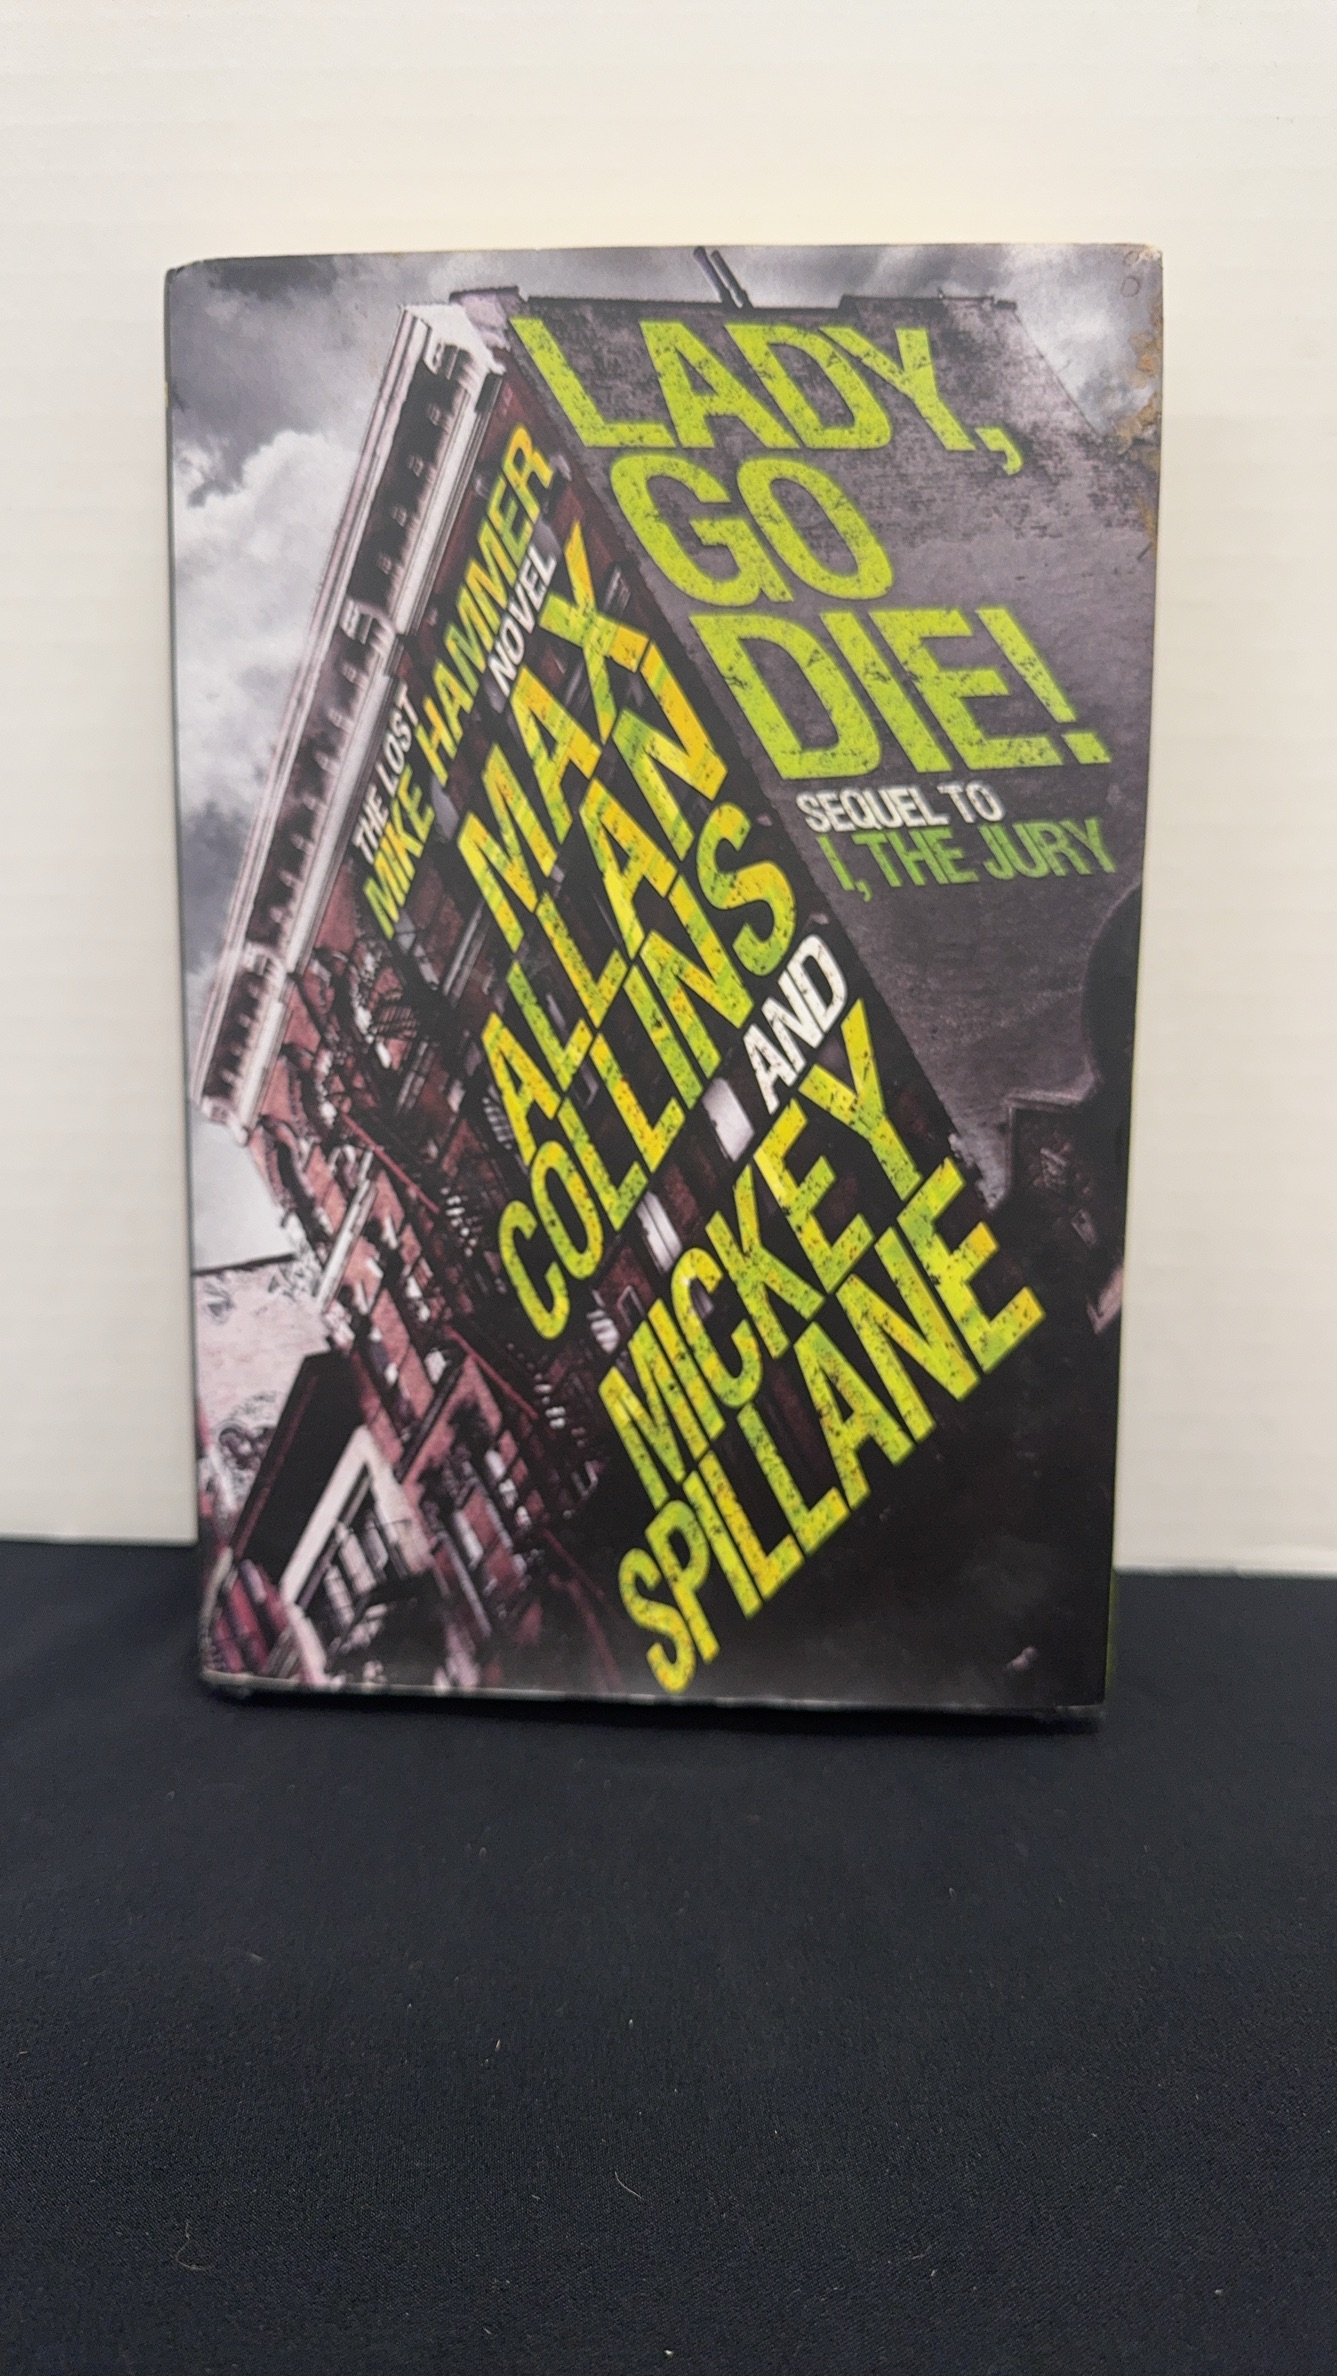 LADY,
GO
DIE!
SEQUEL TO
I, THE JURY
THE LOST
MIKE HAMMER
NOVEL
MAX
ALLAN
COLLINS
AND
MICKEY
SPILLANE